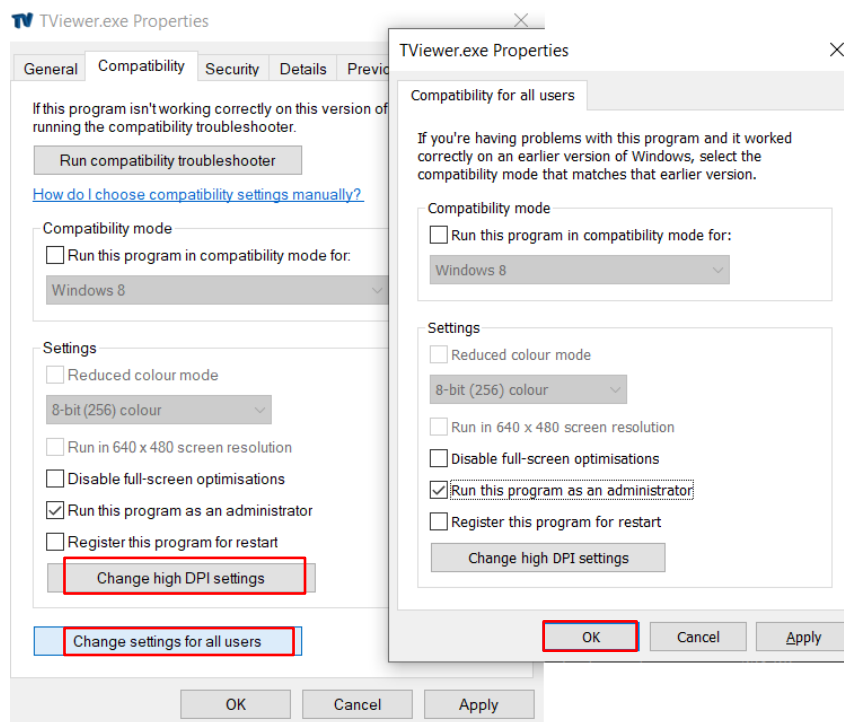 TV TViewer.exe Properties
General Compatibility Security Details
If this program isn't working correctly on this version of
running the compatibility troubleshooter.
Run compatibility troubleshooter
How do I choose compatibility settings manually?
Compatibility mode
Run this program in compatibility mode for:
Windows 8
Settings
Reduced colour mode
8-bit (256) colour
Run in 640 x 480 screen resolution
Disable full-screen optimisations
Run this program as an administrator
Register this program for restart
Change high DPI settings
Change settings for all users
OK Cancel Apply
TViewer.exe Properties
Compatibility for all users
If you're having problems with this program and it worked
correctly on an earlier version of Windows, select the
compatibility mode that matches that earlier version.
Compatibility mode
Run this program in compatibility mode for:
Windows 8
Settings
Reduced colour mode
8-bit (256) colour
Run in 640 x 480 screen resolution
Disable full-screen optimisations
Run this program as an administrator
Register this program for restart
Change high DPI settings
OK Cancel Apply